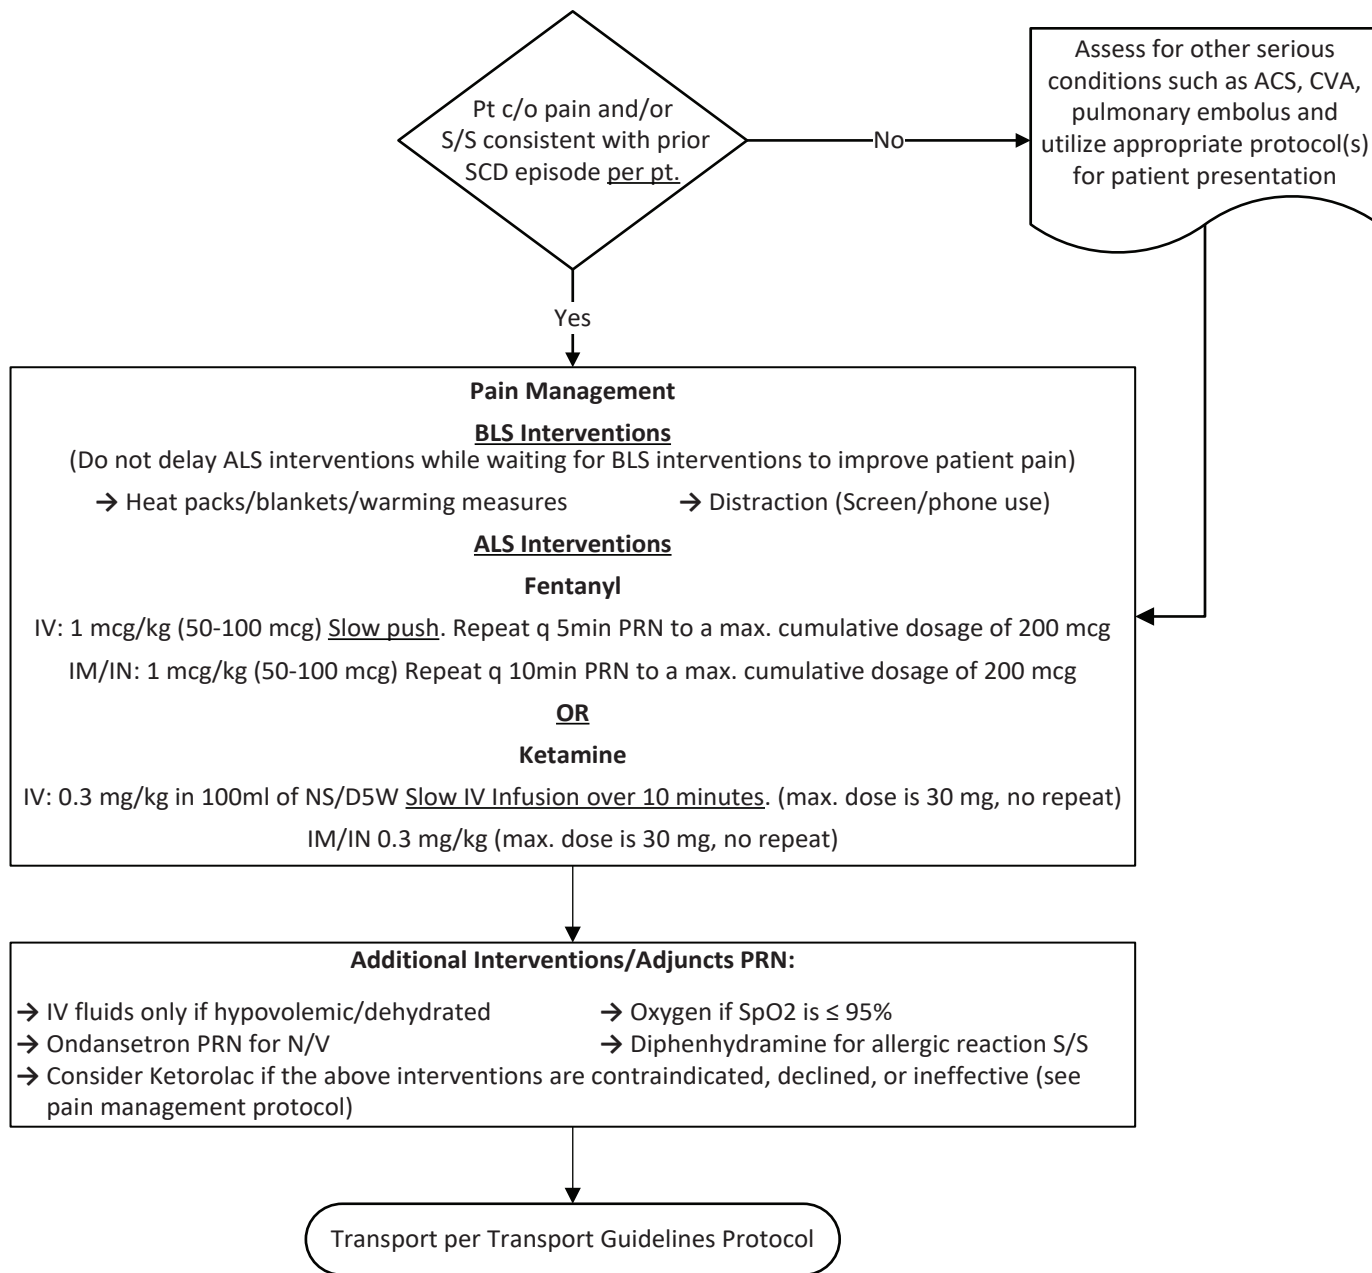 Pt c/o pain and/or
S/S consistent with prior
SCD episode per pt.
No
Assess for other serious
conditions such as ACS, CVA,
pulmonary embolus and
utilize appropriate protocol(s)
for patient presentation
Yes
Pain Management
BLS Interventions
(Do not delay ALS interventions while waiting for BLS interventions to improve patient pain)
→ Heat packs/blankets/warming measures → Distraction (Screen/phone use)
ALS Interventions
Fentanyl
IV: 1 mcg/kg (50-100 mcg) Slow push. Repeat q 5min PRN to a max. cumulative dosage of 200 mcg
IM/IN: 1 mcg/kg (50-100 mcg) Repeat q 10min PRN to a max. cumulative dosage of 200 mcg
OR
Ketamine
IV: 0.3 mg/kg in 100ml of NS/D5W Slow IV Infusion over 10 minutes. (max. dose is 30 mg, no repeat)
IM/IN 0.3 mg/kg (max. dose is 30 mg, no repeat)
Additional Interventions/Adjuncts PRN:
→ IV fluids only if hypovolemic/dehydrated → Oxygen if SpO2 is ≤ 95%
→ Ondansetron PRN for N/V → Diphenhydramine for allergic reaction S/S
→ Consider Ketorolac if the above interventions are contraindicated, declined, or ineffective (see
pain management protocol)
Transport per Transport Guidelines Protocol